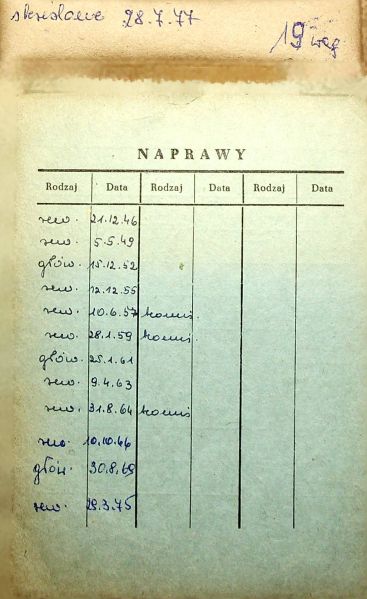 skreślono 28.7.77
19 węg
NAPRAWY
Rodzaj Data Rodzaj Data Rodzaj Data
rew. 21.12.46
rew. 5.5.49
głów. 15.12.52
rew. 12.12.55
rew. 10.6.57 komis.
rew. 28.1.59 komis.
głów. 25.1.61
rew. 9.4.63
rew. 31.8.64 komis
rew. 10.10.66
głów. 30.8.69
rew. 29.3.75